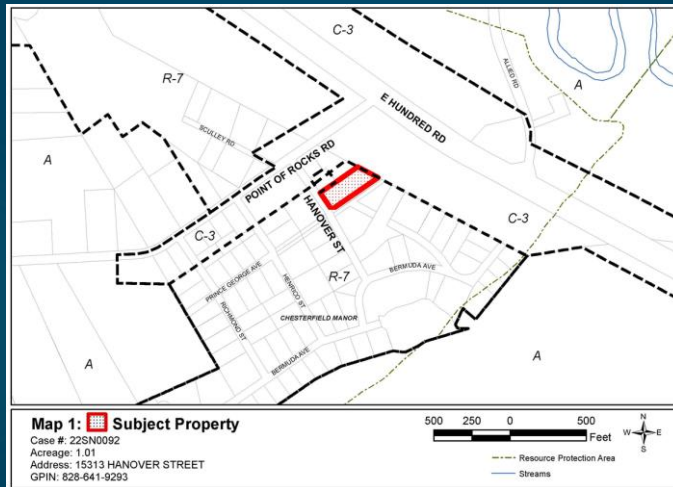 C-3
R-7
ALLIED RD
A
SCULLEY RD
E HUNDRED RD
A
POINT OF ROCKS RD
HANOVER ST
C-3
C-3
PRINCE GEORGE AVE
R-7
BERMUDA AVE
HENRICO ST
RICHMOND ST
CHESTERFIELD MANOR
BERMUDA AVE
A
A
Map 1: Subject Property
Case #: 22SN0092
Acreage: 1.01
Address: 15313 HANOVER STREET
GPIN: 828-641-9293
500 250 0 500
Feet
N
W E
S
Resource Protection Area
Streams